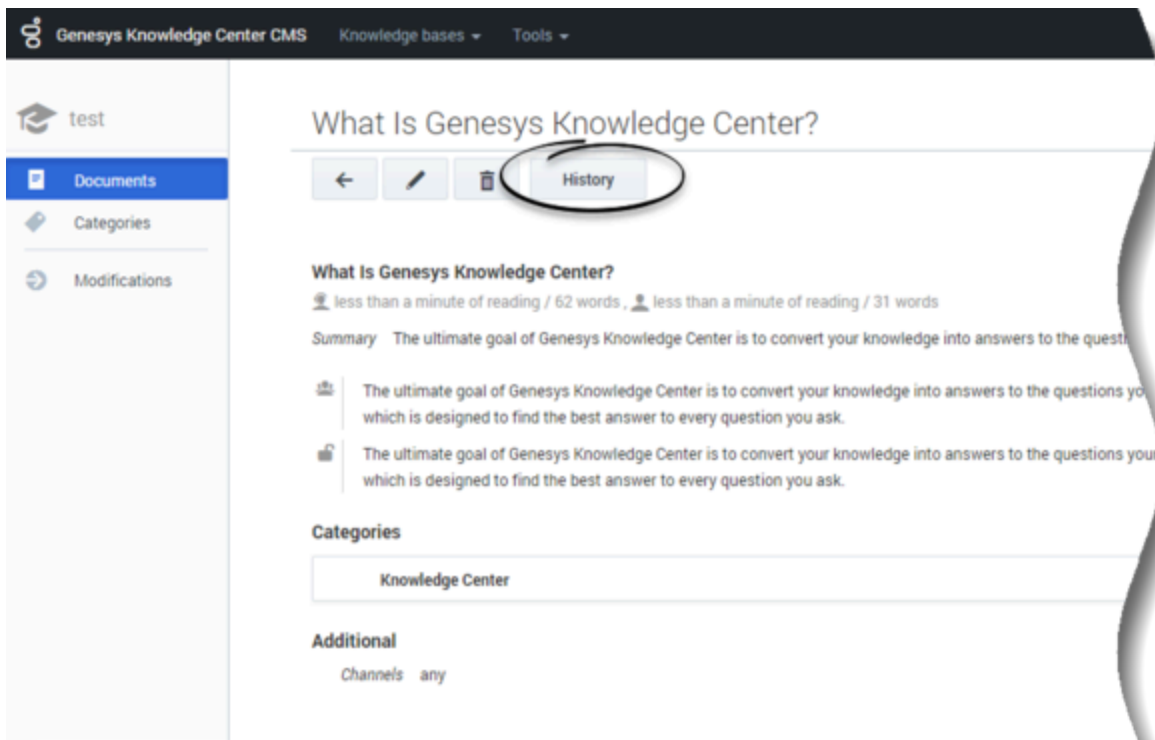 Genesys Knowledge Center CMS Knowledge bases Tools
test
What Is Genesys Knowledge Center?
Documents
History
Categories
Modifications
What Is Genesys Knowledge Center?
less than a minute of reading / 62 words , less than a minute of reading / 31 words
Summary The ultimate goal of Genesys Knowledge Center is to convert your knowledge into answers to the
The ultimate goal of Genesys Knowledge Center is to convert your knowledge into answers to the questions
which is designed to find the best answer to every question you ask.
The ultimate goal of Genesys Knowledge Center is to convert your knowledge into answers to the questions your
which is designed to find the best answer to every question you ask.
Categories
Knowledge Center
Additional
Channels any